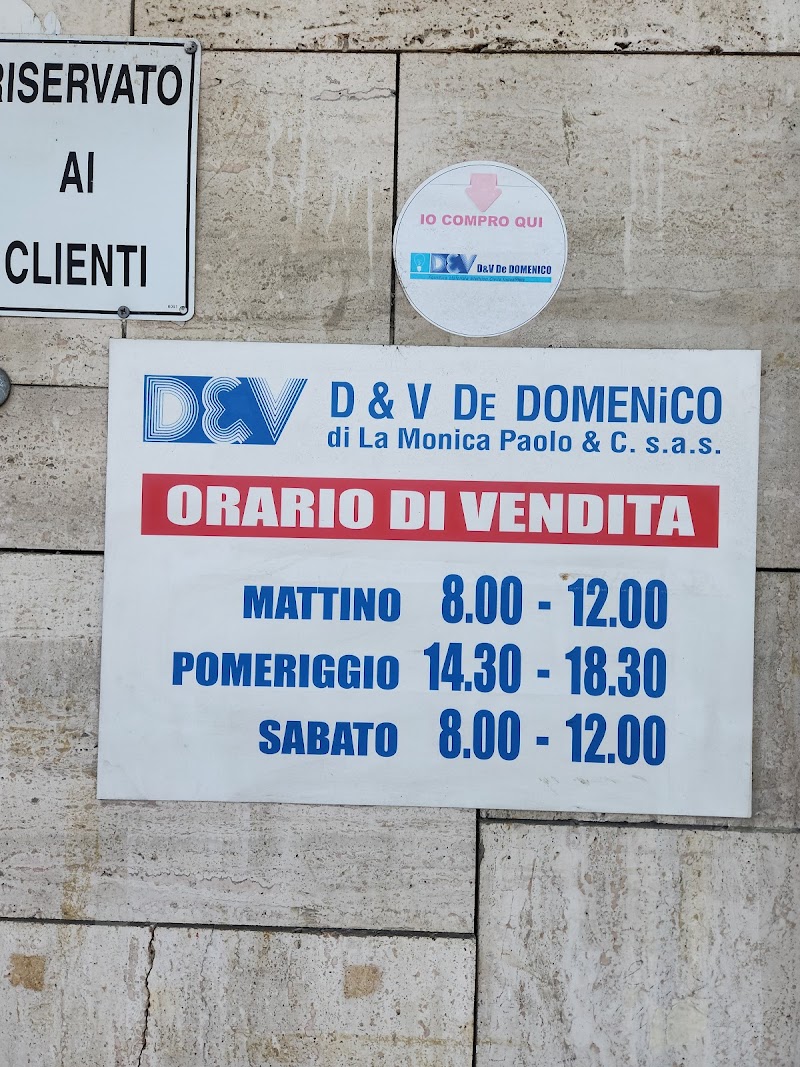 RISERVATO
AI
CLIENTI
IO COMPRO QUI
D&V D&V De DOMENICO
D&V D & V DE DOMENiCO
di La Monica Paolo & C. s.a.s.
ORARIO DI VENDITA
MATTINO 8.00 - 12.00
POMERIGGIO 14.30 - 18.30
SABATO 8.00 - 12.00